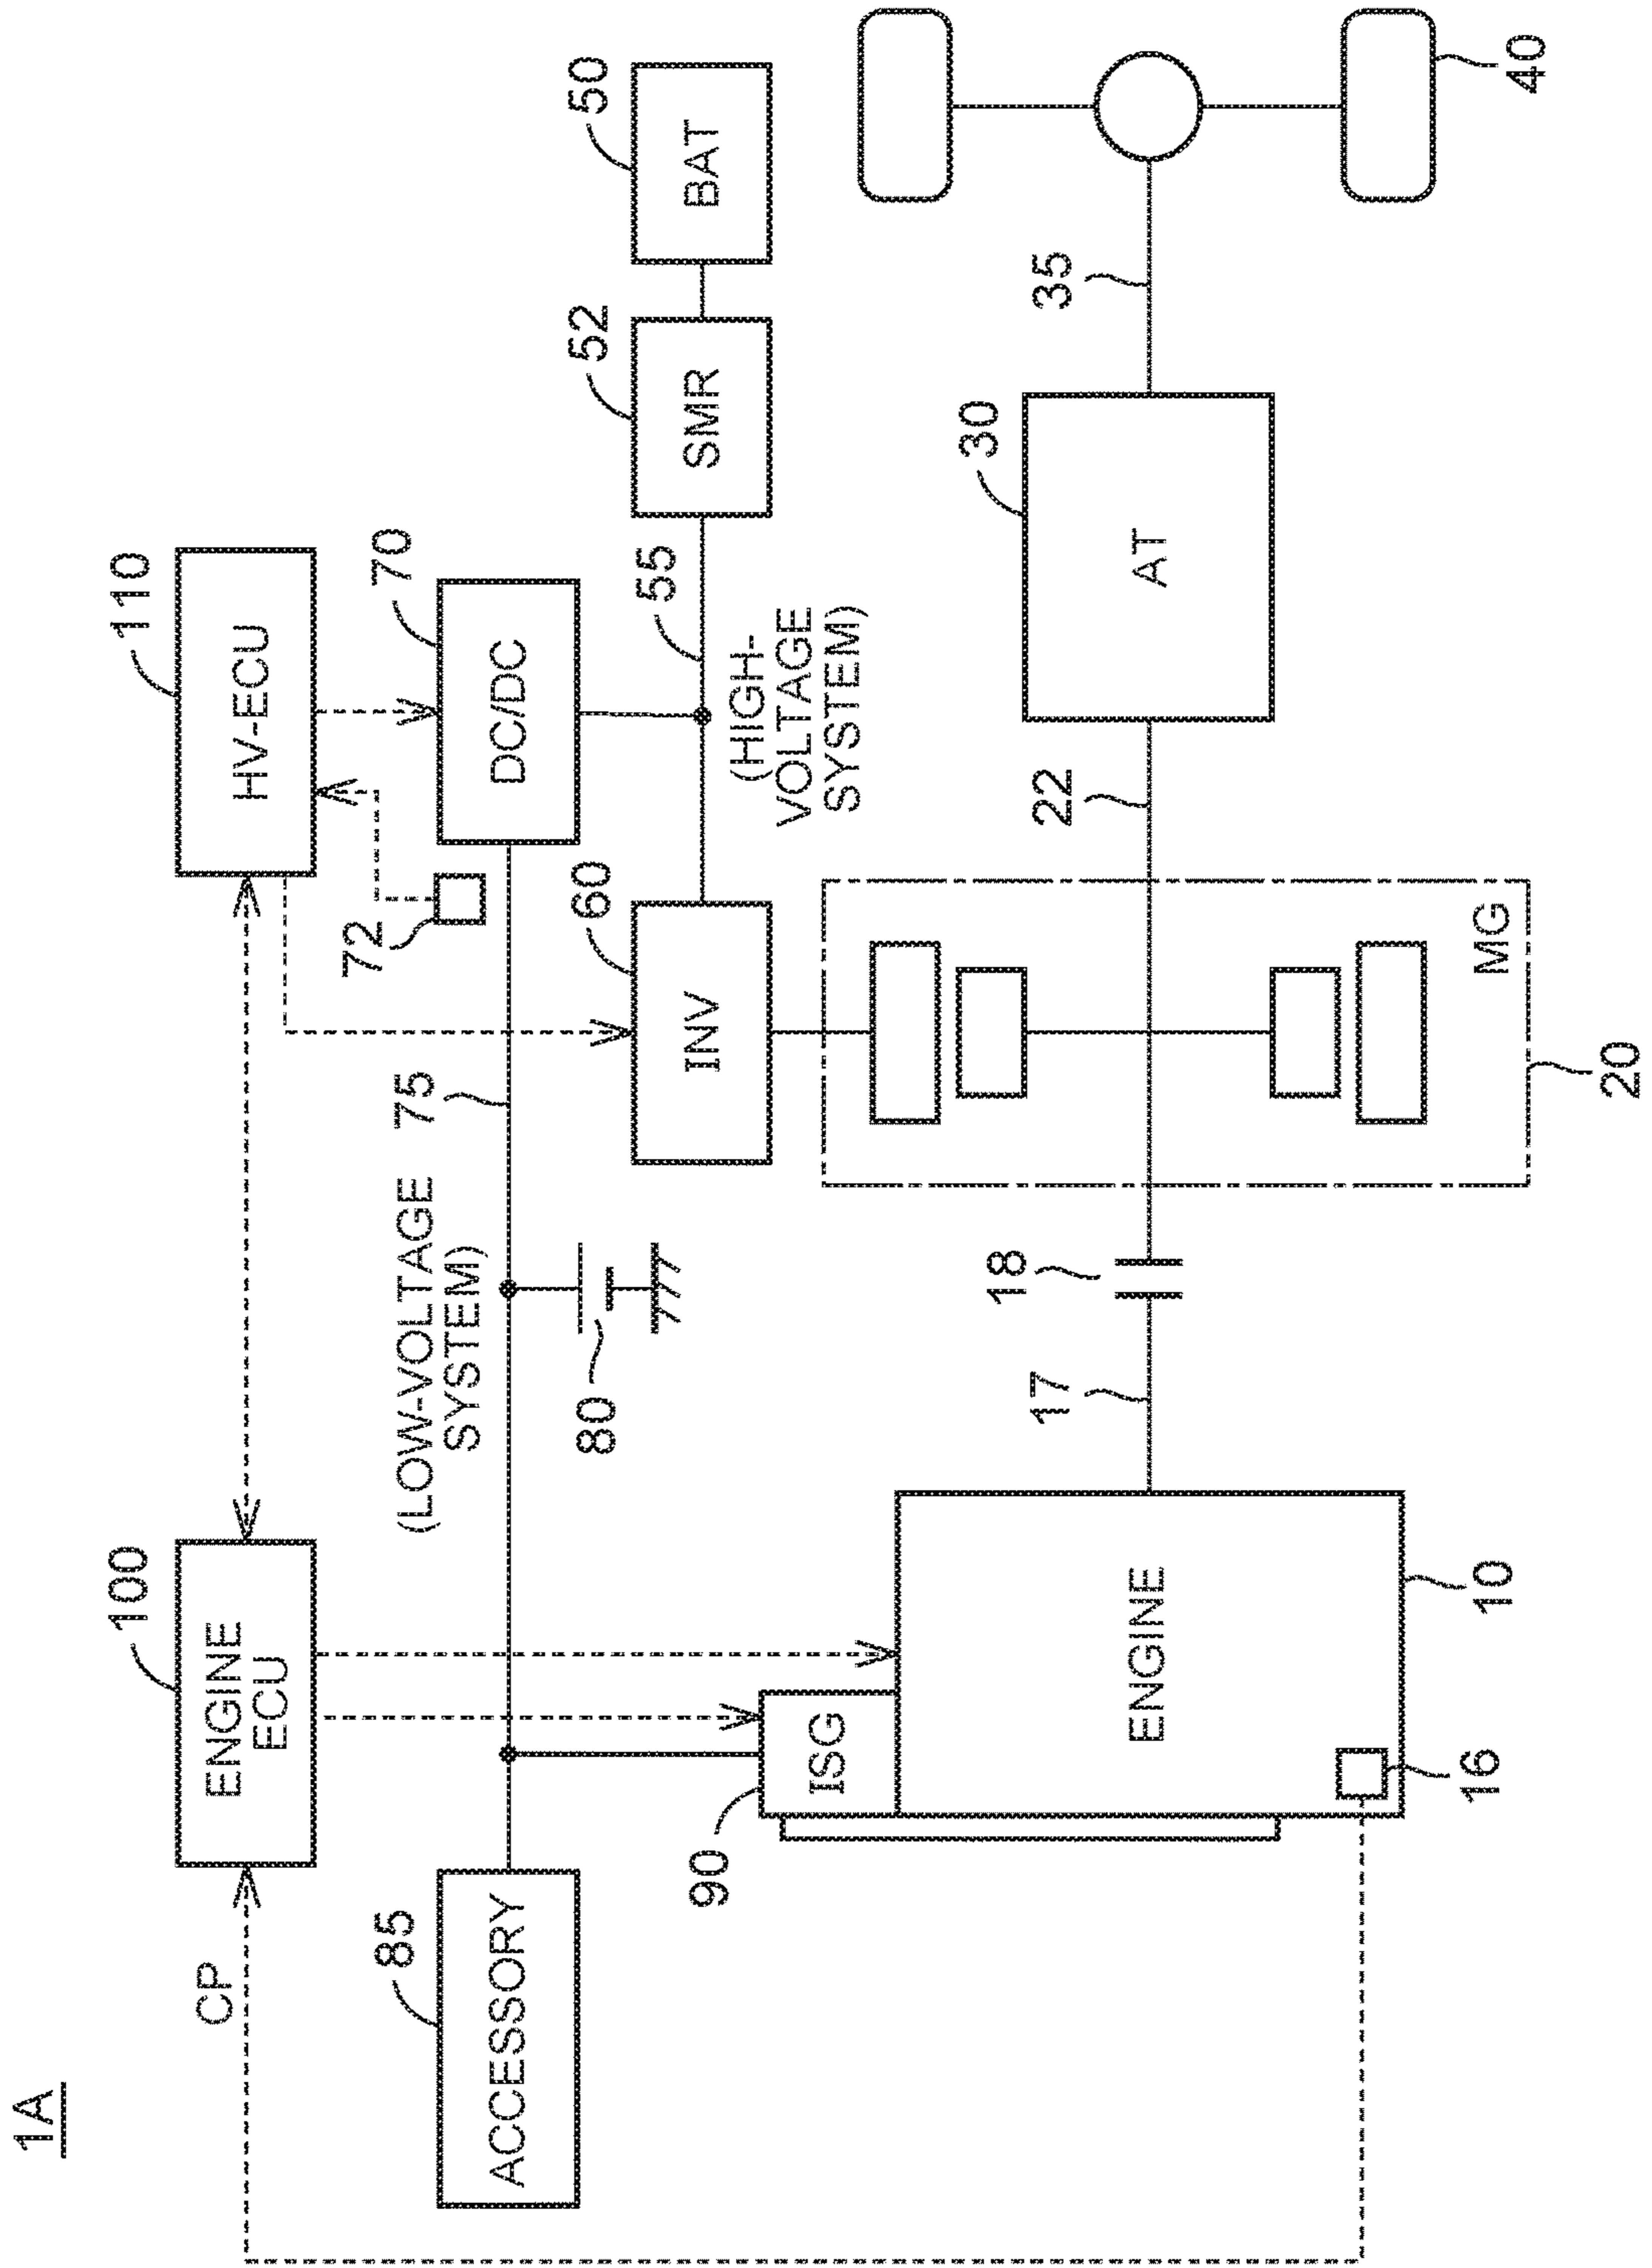 1A
CP
100
ENGINE
ECU
110
HV-ECU
85
ACCESSORY
(LOW-VOLTAGE
SYSTEM)
75
72
70
DC/DC
80
60
INV
55
(HIGH-
VOLTAGE
SYSTEM)
52
SMR
50
BAT
90
ISG
ENGINE
16
10
17
18
MG
20
22
30
AT
35
40